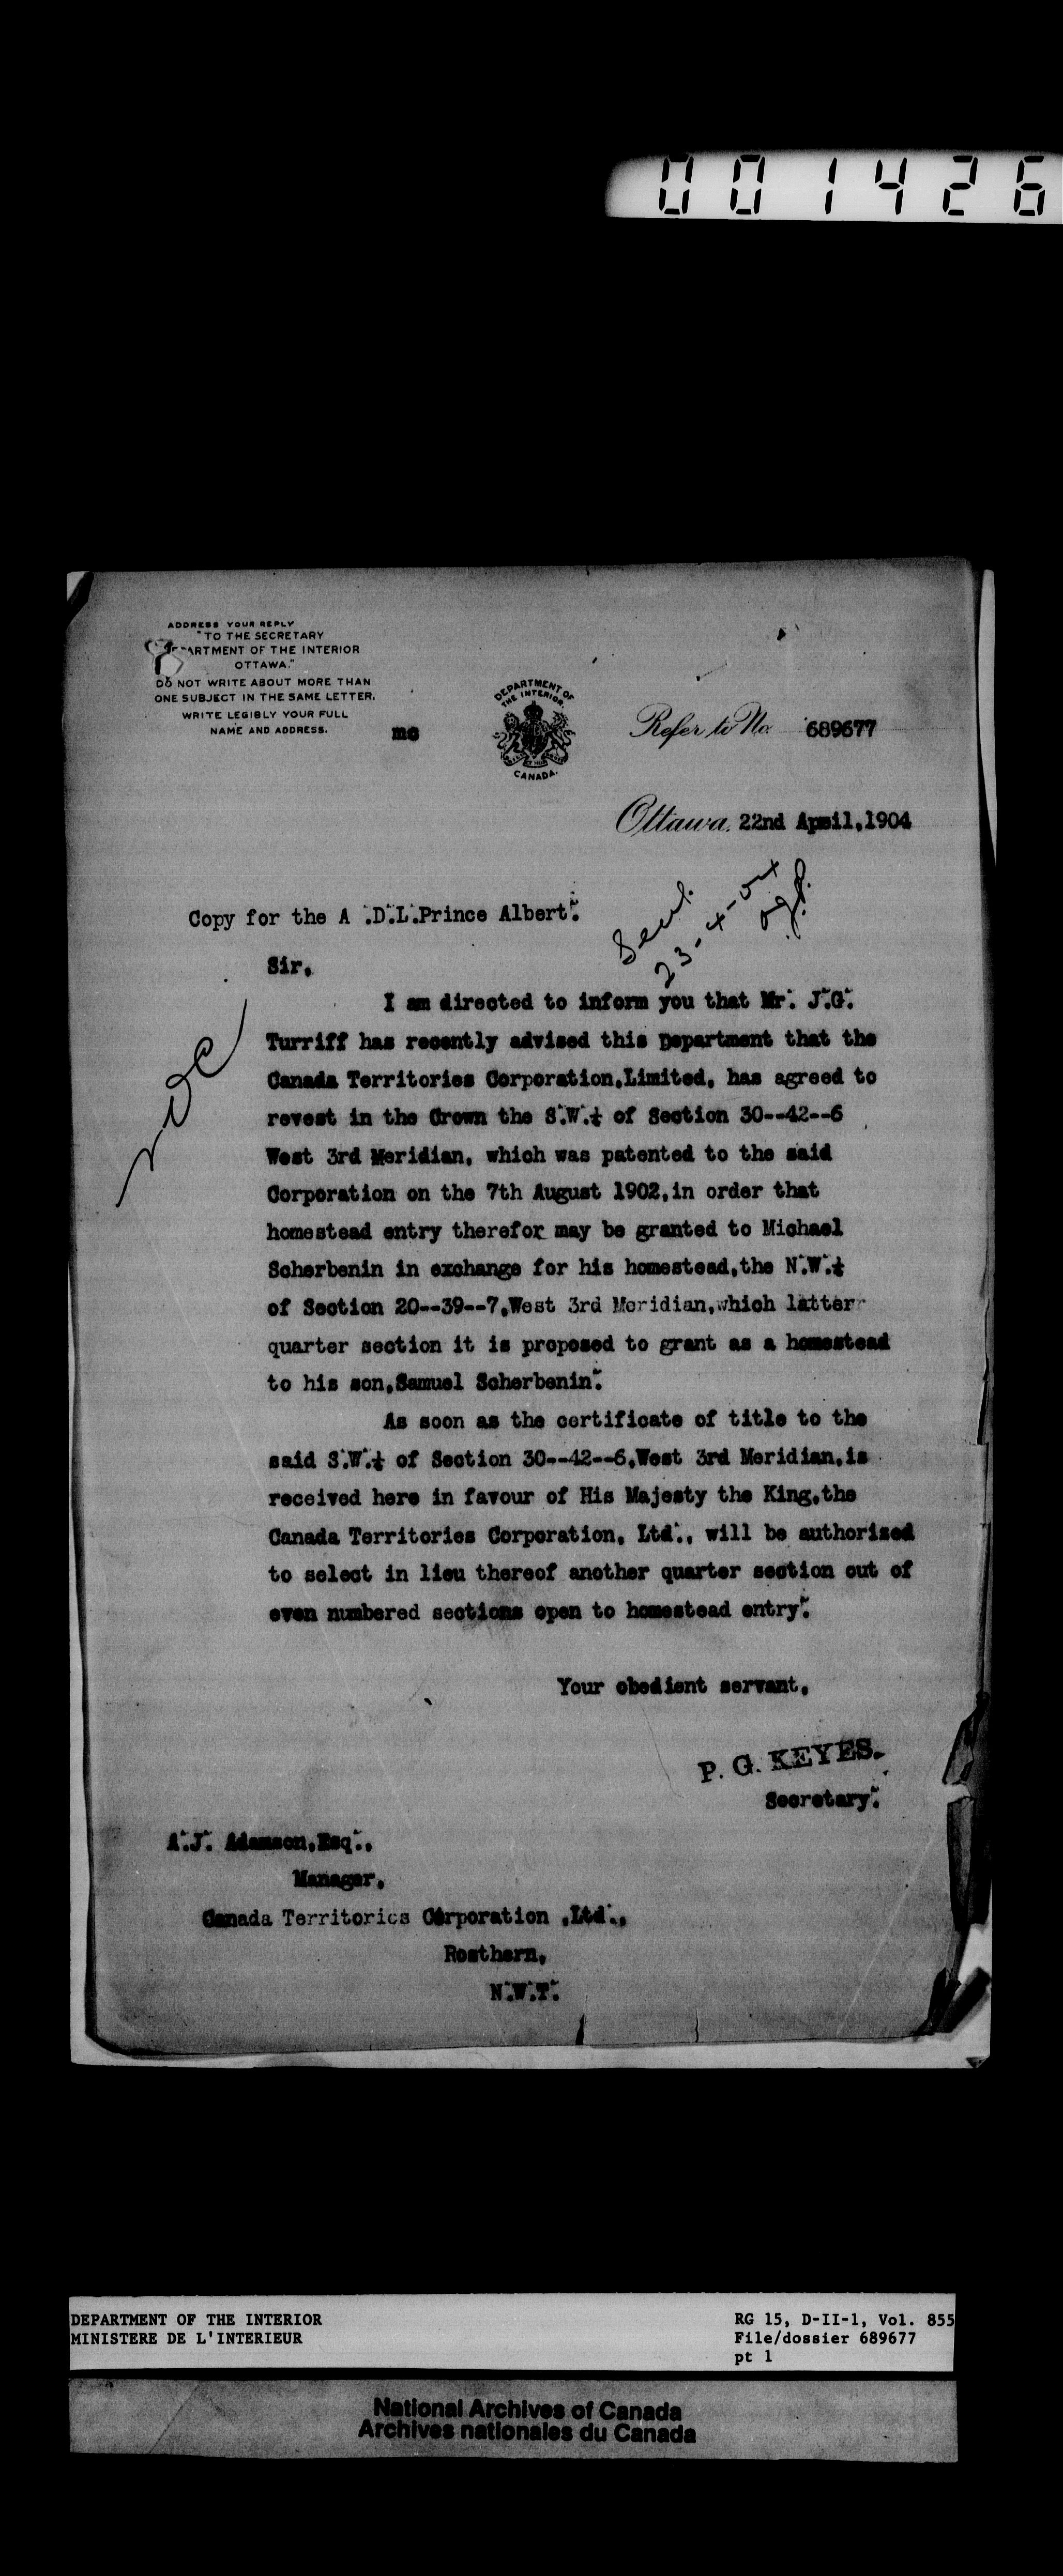 001426
ADDRESS YOUR REPLY
"TO THE SECRETARY
DEPARTMENT OF THE INTERIOR
OTTAWA."
DO NOT WRITE ABOUT MORE THAN
ONE SUBJECT IN THE SAME LETTER.
WRITE LEGIBLY YOUR FULL
NAME AND ADDRESS.
mc
DEPARTMENT OF
THE INTERIOR.
CANADA.
Refer to No. 689677
Ottawa, 22nd April,1904
Copy for the A .D.L.Prince Albert.
Sent.
23-4-04
Sir,
I am directed to inform you that Mr. J.G.
Turriff has recently advised this Department that the
Canada Territories Corporation,Limited, has agreed to
revest in the Crown the S.W.¼ of Section 30--42--6
West 3rd Meridian, which was patented to the said
Corporation on the 7th August 1902,in order that
homestead entry therefor may be granted to Michael
Scherbenin in exchange for his homestead,the N.W.¼
of Section 20--39--7,West 3rd Meridian,which latter
quarter section it is proposed to grant as a homestead
to his son,Samuel Scherbenin.
As soon as the certificate of title to the
said S.W.¼ of Section 30--42--6,West 3rd Meridian,is
received here in favour of His Majesty the King,the
Canada Territories Corporation, Ltd., will be authorized
to select in lieu thereof another quarter section out of
even numbered sections open to homestead entry.
Your obedient servant,
P. G. KEYES.
Secretary.
A.J. Adamson,Esq.,
Manager,
Canada Territories Corporation ,Ltd.,
Rosthern,
N.W.T.
DEPARTMENT OF THE INTERIOR
MINISTERE DE L'INTERIEUR
RG 15, D-II-1, Vol. 855
File/dossier 689677
pt 1
National Archives of Canada
Archives nationales du Canada